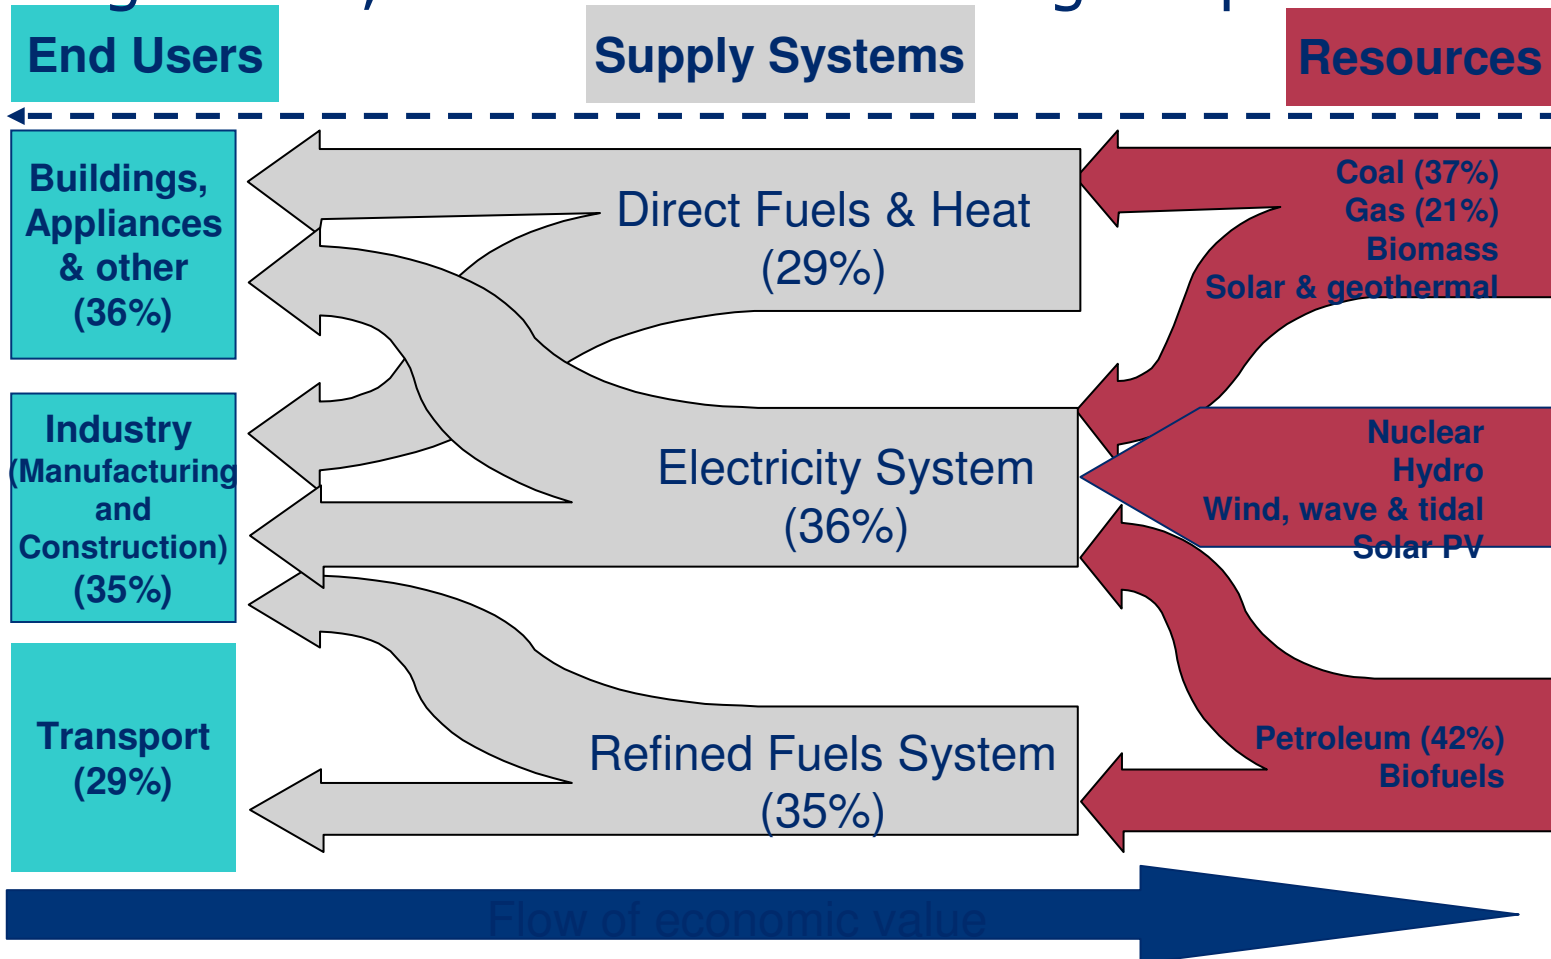 End Users
Supply Systems
Resources
Buildings,
Appliances
& other
(36%)
Direct Fuels & Heat
(29%)
Coal (37%)
Gas (21%)
Biomass
Solar & geothermal
Industry
(Manufacturing
and
Construction)
(35%)
Electricity System
(36%)
Nuclear
Hydro
Wind, wave & tidal
Solar PV
Transport
(29%)
Refined Fuels System
(35%)
Petroleum (42%)
Biofuels
Flow of economic value